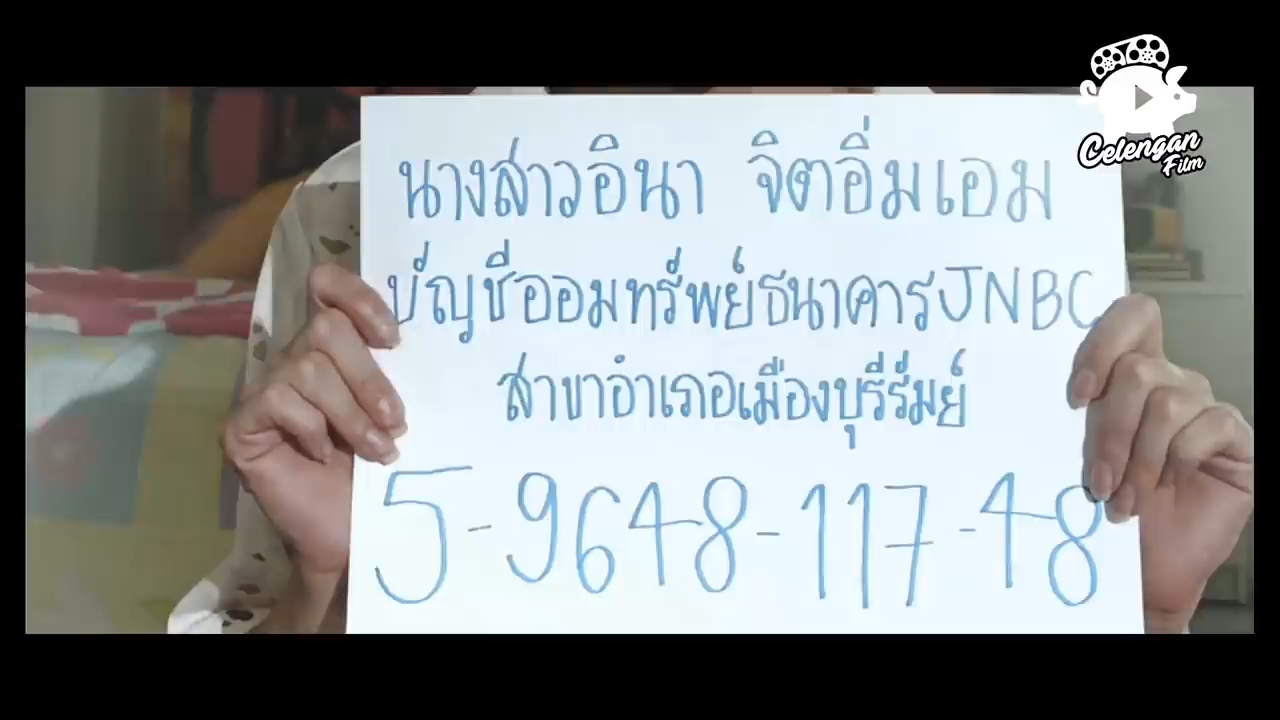 Celengan
Film
นางสาวอินา จิตอิ่มเอม
บัญชีออมทรัพย์ธนาคารJNBC
สาขาอำเภอเมืองบุรีรัมย์
5-9648-117-48